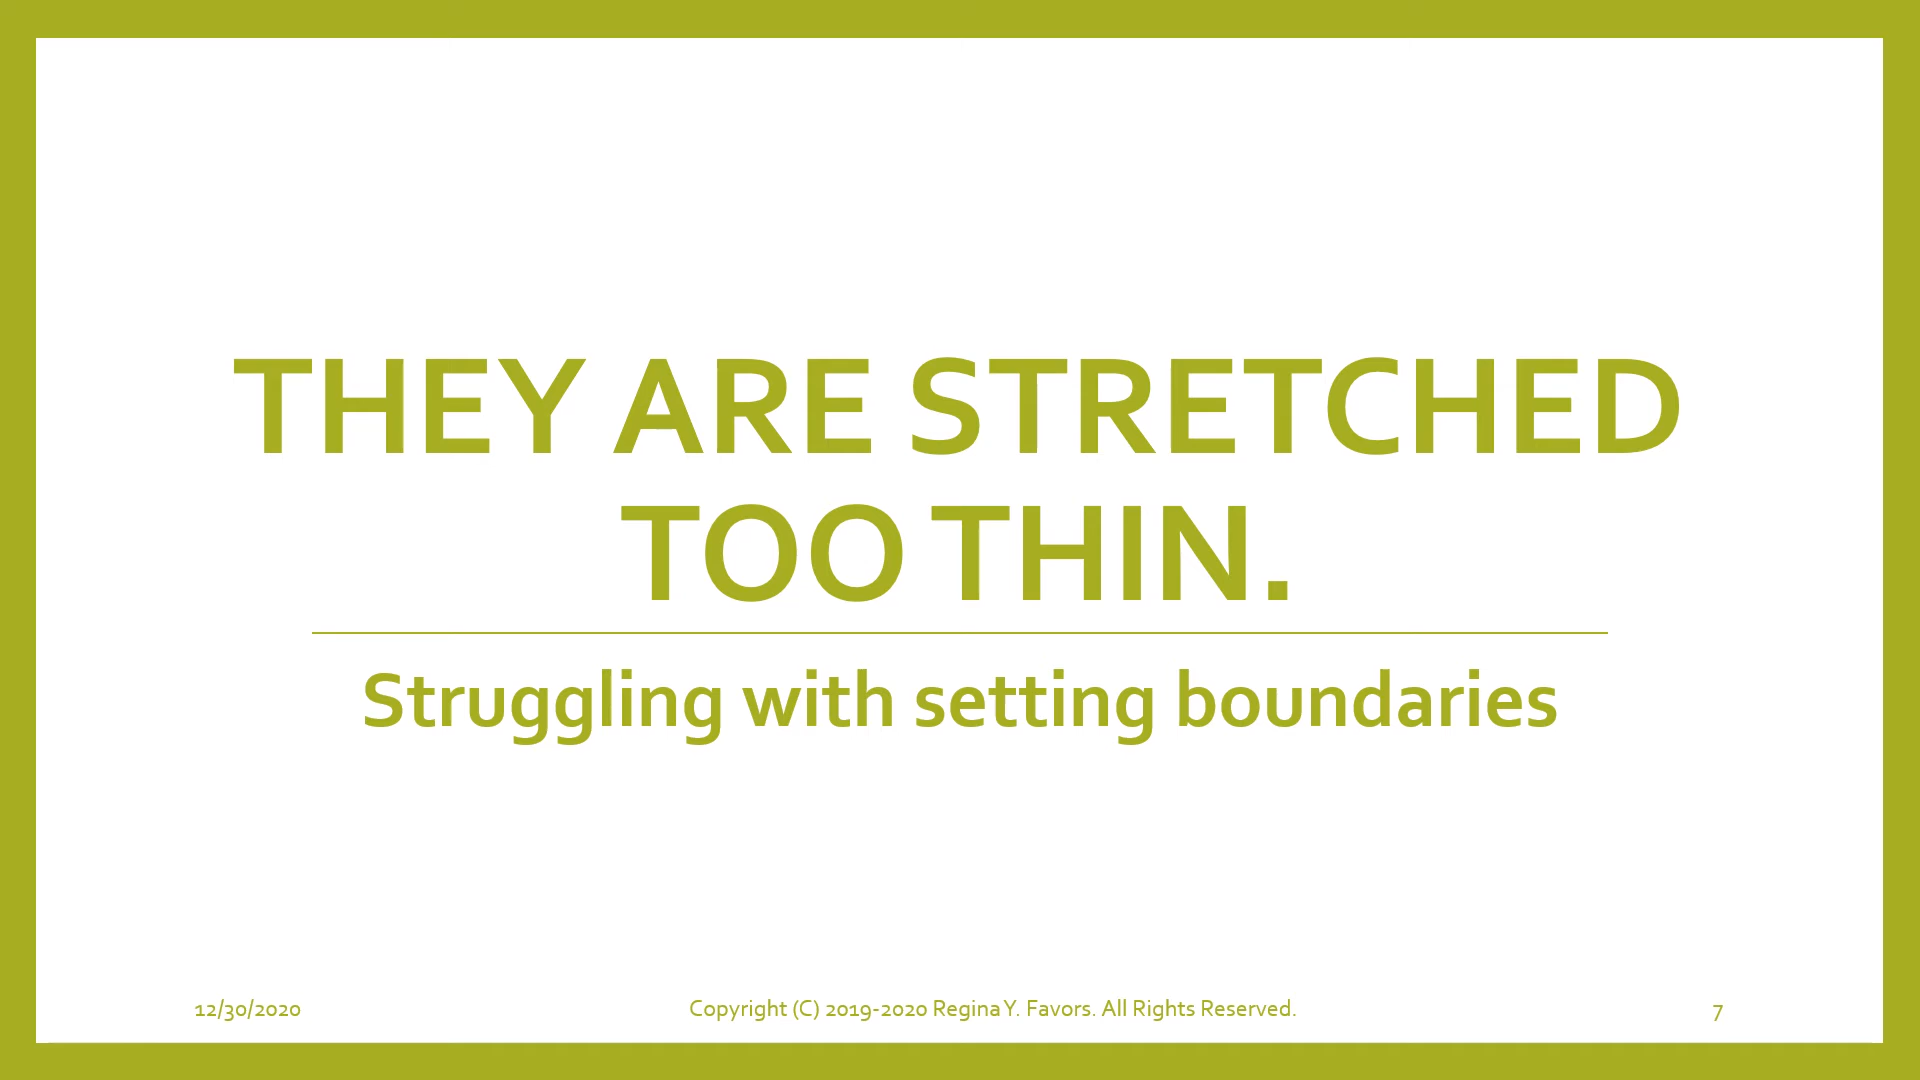 THEY ARE STRETCHED
TOO THIN.
Struggling with setting boundaries
12/30/2020
Copyright (C) 2019-2020 Regina Y. Favors. All Rights Reserved.
7